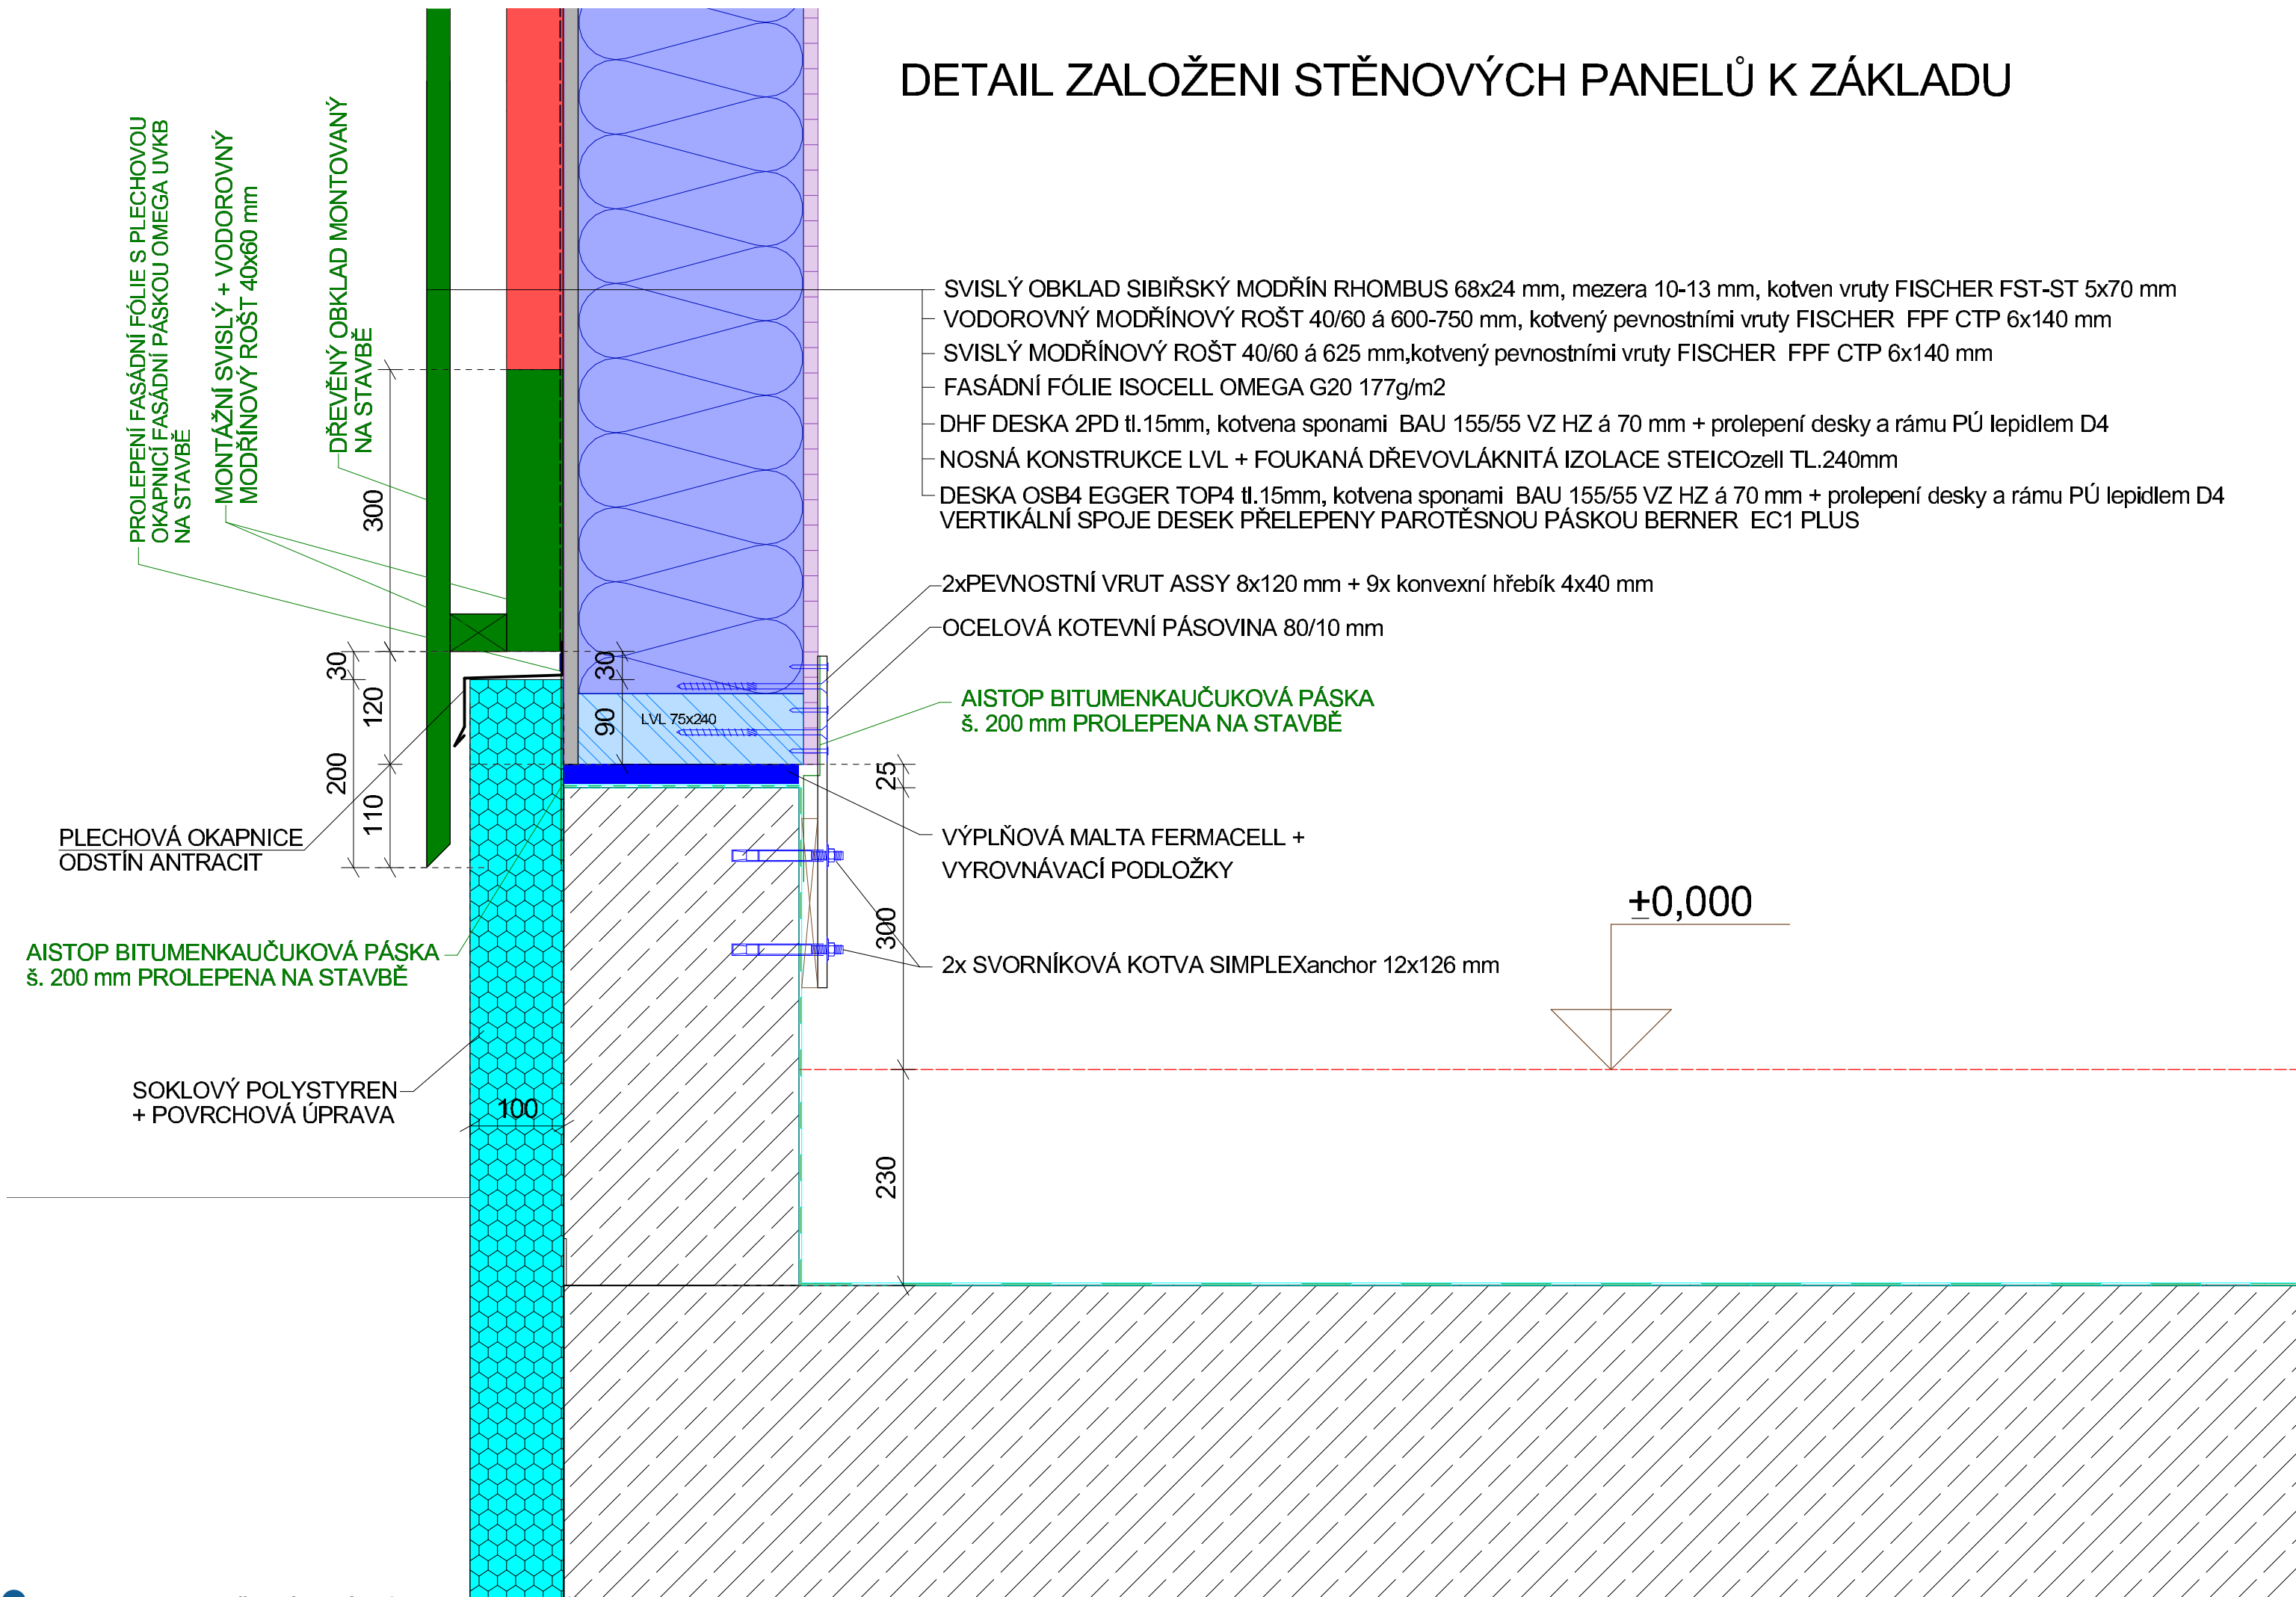 DETAIL ZALOŽENI STĚNOVÝCH PANELŮ K ZÁKLADU
PROLEPENÍ FASÁDNÍ FÓLIE S PLECHOVOU
OKAPNICÍ FASÁDNÍ PÁSKOU OMEGA UVKB
NA STAVBĚ
MONTÁŽNÍ SVISLÝ + VODOROVNÝ
MODŘÍNOVÝ ROŠT 40x60 mm
DŘEVĚNÝ OBKLAD MONTOVANÝ
NA STAVBĚ
SVISLÝ OBKLAD SIBIŘSKÝ MODŘÍN RHOMBUS 68x24 mm, mezera 10-13 mm, kotven vruty FISCHER FST-ST 5x70 mm
VODOROVNÝ MODŘÍNOVÝ ROŠT 40/60 á 600-750 mm, kotvený pevnostními vruty FISCHER FPF CTP 6x140 mm
SVISLÝ MODŘÍNOVÝ ROŠT 40/60 á 625 mm,kotvený pevnostními vruty FISCHER FPF CTP 6x140 mm
FASÁDNÍ FÓLIE ISOCELL OMEGA G20 177g/m2
DHF DESKA 2PD tl.15mm, kotvena sponami BAU 155/55 VZ HZ á 70 mm + prolepení desky a rámu PÚ lepidlem D4
NOSNÁ KONSTRUKCE LVL + FOUKANÁ DŘEVOVLÁKNITÁ IZOLACE STEICOzell TL.240mm
DESKA OSB4 EGGER TOP4 tl.15mm, kotvena sponami BAU 155/55 VZ HZ á 70 mm + prolepení desky a rámu PÚ lepidlem D4
VERTIKÁLNÍ SPOJE DESEK PŘELEPENY PAROTĚSNOU PÁSKOU BERNER EC1 PLUS
300
2xPEVNOSTNÍ VRUT ASSY 8x120 mm + 9x konvexní hřebík 4x40 mm
OCELOVÁ KOTEVNÍ PÁSOVINA 80/10 mm
30
120
30
90
LVL 75x240
AISTOP BITUMENKAUČUKOVÁ PÁSKA
š. 200 mm PROLEPENA NA STAVBĚ
200
110
25
PLECHOVÁ OKAPNICE
ODSTÍN ANTRACIT
VÝPLŇOVÁ MALTA FERMACELL +
VYROVNÁVACÍ PODLOŽKY
±0,000
300
AISTOP BITUMENKAUČUKOVÁ PÁSKA
š. 200 mm PROLEPENA NA STAVBĚ
2x SVORNÍKOVÁ KOTVA SIMPLEXanchor 12x126 mm
SOKLOVÝ POLYSTYREN
+ POVRCHOVÁ ÚPRAVA
100
230